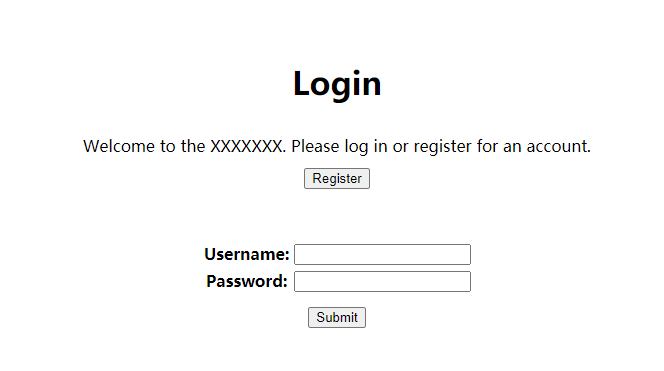 Login
Welcome to the XXXXXXX. Please log in or register for an account.
Register
Username:
Password:
Submit